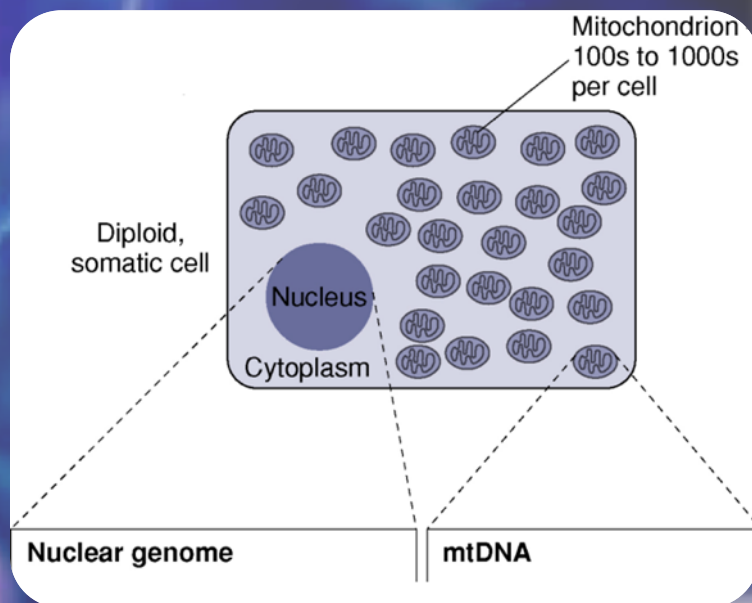 Mitochondrion
100s to 1000s
per cell
Diploid,
somatic cell
Nucleus
Cytoplasm
Nuclear genome
mtDNA